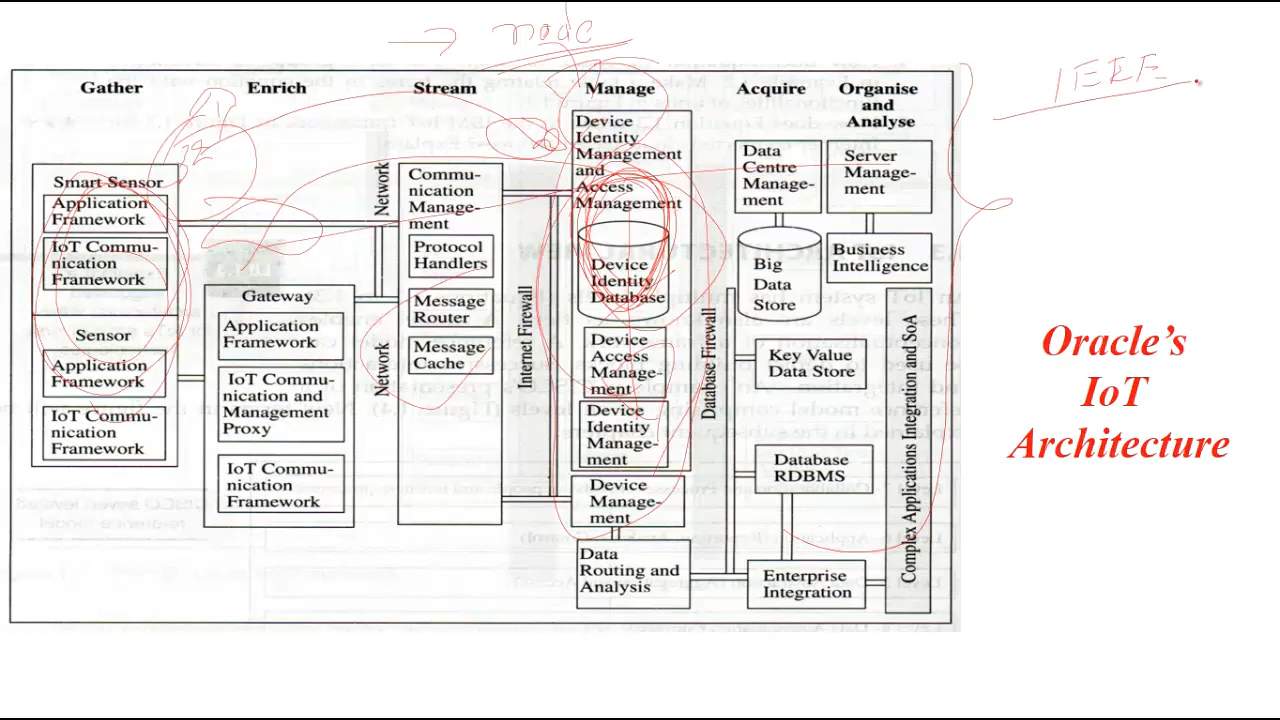 → node
IEEE
Gather
Enrich
Stream
Manage
Acquire
Organise
and
Analyse
Smart Sensor
Application
Framework
IoT Commu-
nication
Framework
Sensor
Application
Framework
IoT Commu-
nication
Framework
Gateway
Application
Framework
IoT Commu-
nication and
Management
Proxy
IoT Commu-
nication
Framework
Network
Network
Commu-
nication
Manage-
ment
Protocol
Handlers
Message
Router
Message
Cache
Internet Firewall
Device
Identity
Management
and
Access
Management
Device
Identity
Database
Device
Access
Manage-
ment
Device
Identity
Manage-
ment
Device
Manage-
ment
Data
Routing and
Analysis
Database Firewall
Data
Centre
Manage-
ment
Big
Data
Store
Key Value
Data Store
Database
RDBMS
Enterprise
Integration
Server
Manage-
ment
Business
Intelligence
Complex Applications Integration and SoA
Oracle’s
IoT
Architecture